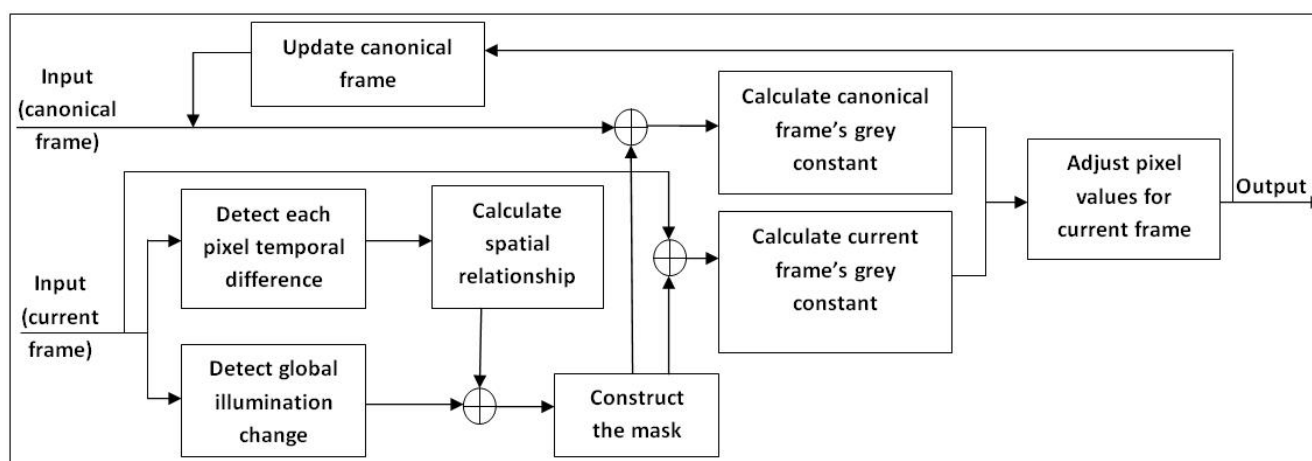 Update canonical
frame
Input
(canonical
frame)
Calculate canonical
frame's grey
constant
Adjust pixel
values for
current frame
Output
Detect each
pixel temporal
difference
Calculate
spatial
relationship
Calculate current
frame's grey
constant
Input
(current
frame)
Detect global
illumination
change
Construct
the mask